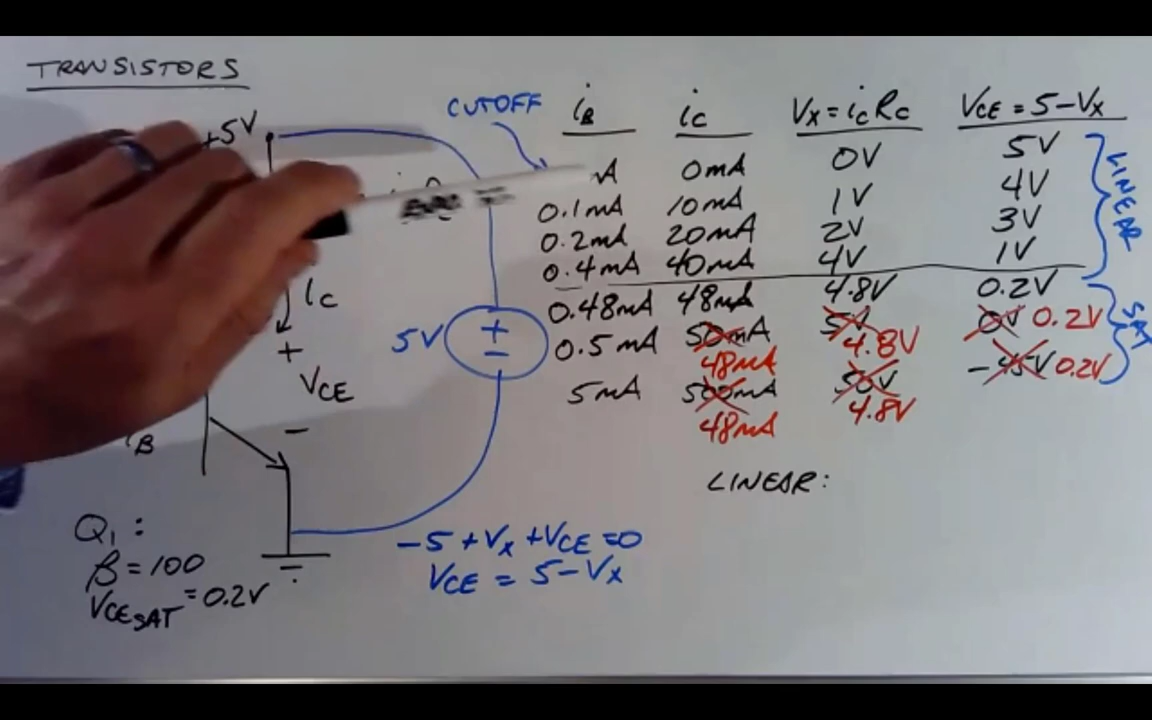 TRANSISTORS
+5V
CUTOFF
iB iC VX = iC RC VCE = 5 - VX
A 0mA 0V 5V
0.1mA 10mA 1V 4V
0.2mA 20mA 2V 3V
0.4mA 40mA 4V 1V
LINEAR
0.48mA 48mA 4.8V 0.2V
0.5mA 50mA 5V 0V 0.2V
48mA 4.8V
5mA 500mA 50V -45V 0.2V
48mA 4.8V
SAT
IC
+
VCE
-
5V
+
-
iB
LINEAR:
Q1:
β = 100
VCESAT = 0.2V
-5 + VX + VCE = 0
VCE = 5 - VX